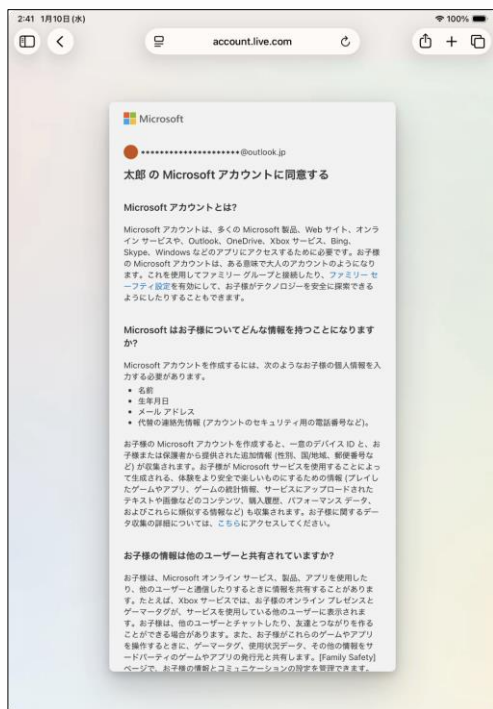 2:41 1月10日(水)
100%
account.live.com
Microsoft
•••••••••••••••••••••@outlook.jp
太郎 の Microsoft アカウントに同意する
Microsoft アカウントとは?
Microsoft アカウントは、多くの Microsoft 製品、Web サイト、オンラ
イン サービスや、Outlook、OneDrive、Xbox サービス、Bing、
Skype、Windows などのアプリにアクセスするために必要です。お子様
の Microsoft アカウントは、ある意味で大人のアカウントのようになり
ます。これを使用してファミリー グループと接続したり、ファミリー セ
ーフティ設定を有効にして、お子様がテクノロジーを安全に探索できる
ようにしたりすることもできます。
Microsoft はお子様についてどんな情報を持つことになります
か?
Microsoft アカウントを作成するには、次のようなお子様の個人情報を入
力する必要があります。
• 名前
• 生年月日
• メール アドレス
• 代替の連絡先情報 (アカウントのセキュリティ用の電話番号など)。
お子様の Microsoft アカウントを作成すると、一意のデバイス ID と、お
子様または保護者から提供された追加情報 (性別、国/地域、郵便番号な
ど) が収集されます。お子様が Microsoft サービスを使用することによっ
て生成される、体験をより安全で楽しいものにするための情報 (プレイし
たゲームやアプリ、ゲームの統計情報、サービスにアップロードされた
テキストや画像などのコンテンツ、購入履歴、パフォーマンス データ、
およびこれらに類似する情報など) も収集されます。お子様に関するデー
タ収集の詳細については、こちらにアクセスしてください。
お子様の情報は他のユーザーと共有されていますか?
お子様は、Microsoft オンライン サービス、製品、アプリを使用した
り、他のユーザーと通信したりするときに情報を共有することがありま
す。たとえば、Xbox サービスでは、お子様のオンライン プレゼンスと
ゲーマータグが、サービスを使用している他のユーザーに表示されま
す。お子様は、他のユーザーとチャットしたり、友達とつながりを作る
ことができる場合があります。また、お子様がこれらのゲームやアプリ
を操作するときに、ゲーマータグ、使用状況データ、その他の情報をサ
ードパーティのゲームやアプリの発行元と共有します。[Family Safety]
ページで、お子様の情報とコミュニケーションの設定を管理できます。